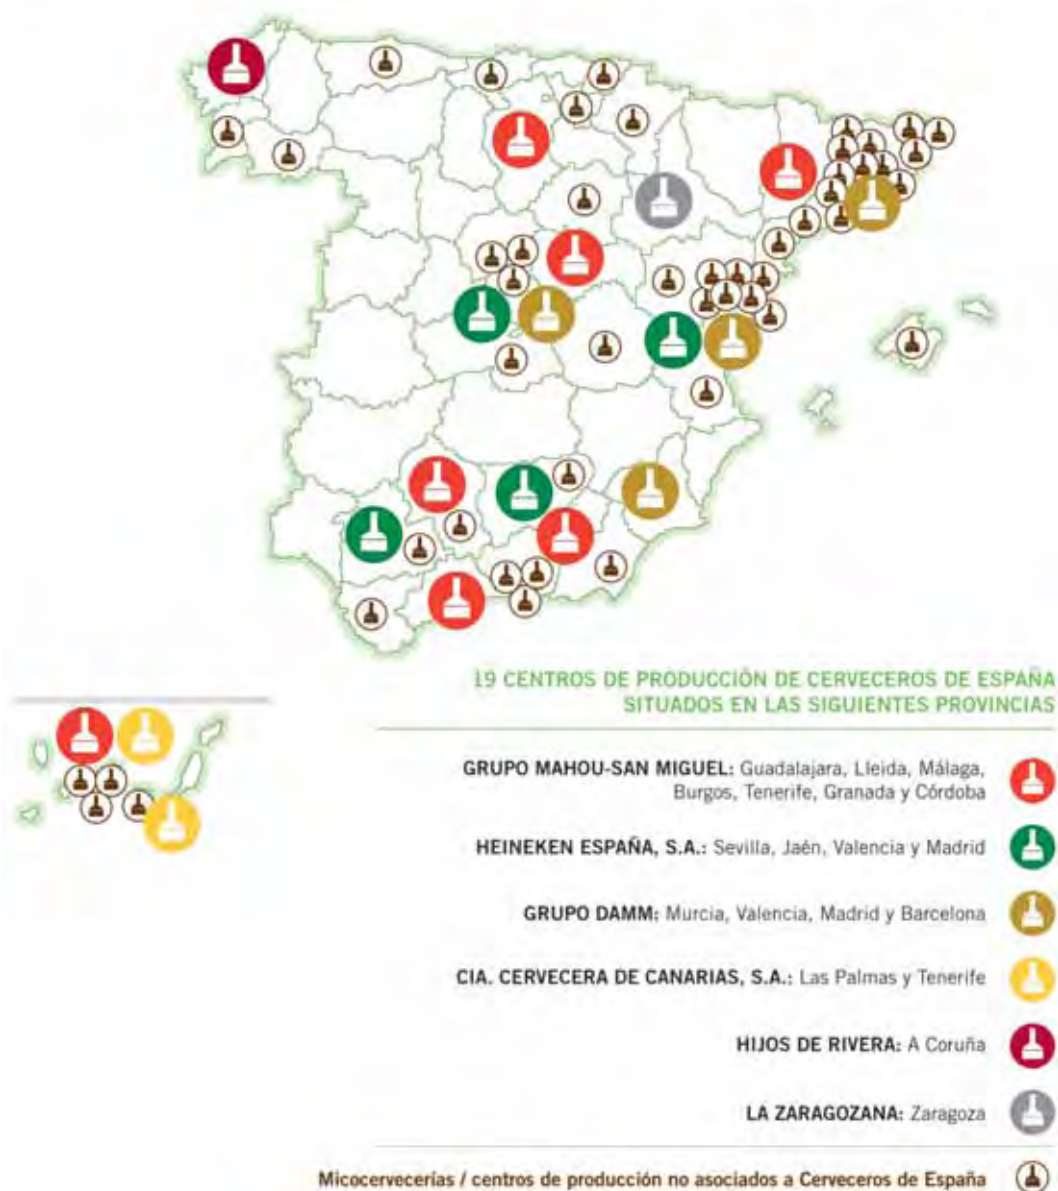 19 CENTROS DE PRODUCCIÓN DE CERVECEROS DE ESPAÑA
SITUADOS EN LAS SIGUIENTES PROVINCIAS
GRUPO MAHOU-SAN MIGUEL: Guadalajara, Lleida, Málaga,
Burgos, Tenerife, Granada y Córdoba
HEINEKEN ESPAÑA, S.A.: Sevilla, Jaén, Valencia y Madrid
GRUPO DAMM: Murcia, Valencia, Madrid y Barcelona
CIA. CERVECERA DE CANARIAS, S.A.: Las Palmas y Tenerife
HIJOS DE RIVERA: A Coruña
LA ZARAGOZANA: Zaragoza
Micocervecerías / centros de producción no asociados a Cerveceros de España